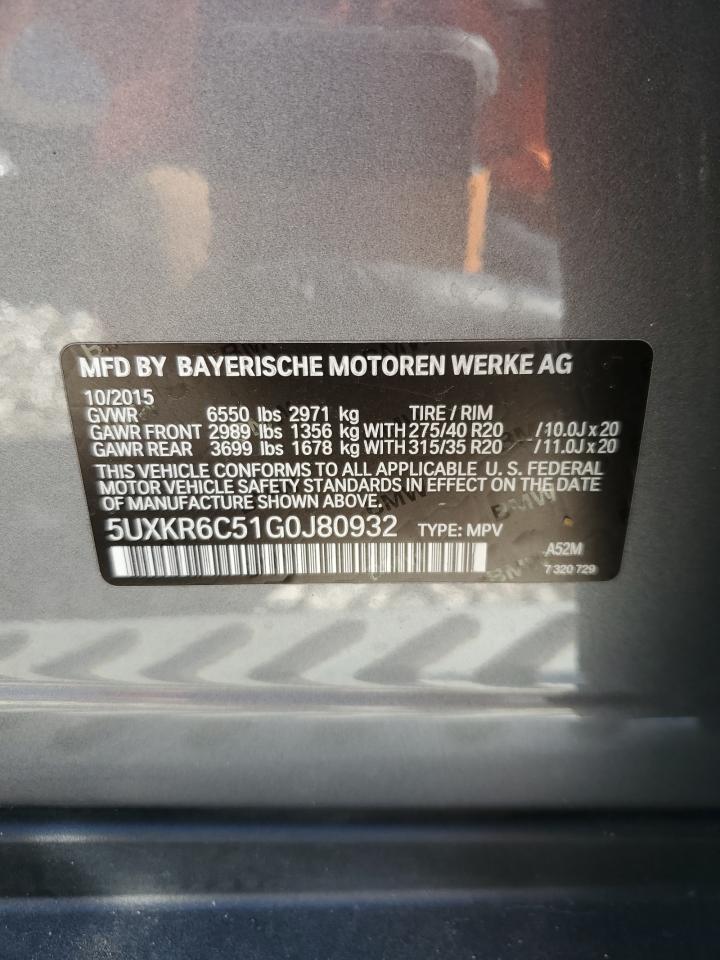 MFD BY BAYERISCHE MOTOREN WERKE AG
10/2015
GVWR 6550 lbs 2971 kg TIRE / RIM
GAWR FRONT 2989 lbs 1356 kg WITH 275/40 R20 /10.0J x 20
GAWR REAR 3699 lbs 1678 kg WITH 315/35 R20 /11.0J x 20
THIS VEHICLE CONFORMS TO ALL APPLICABLE U. S. FEDERAL
MOTOR VEHICLE SAFETY STANDARDS IN EFFECT ON THE DATE
OF MANUFACTURE SHOWN ABOVE.
5UXKR6C51G0J80932 TYPE: MPV
A52M
7 320 729